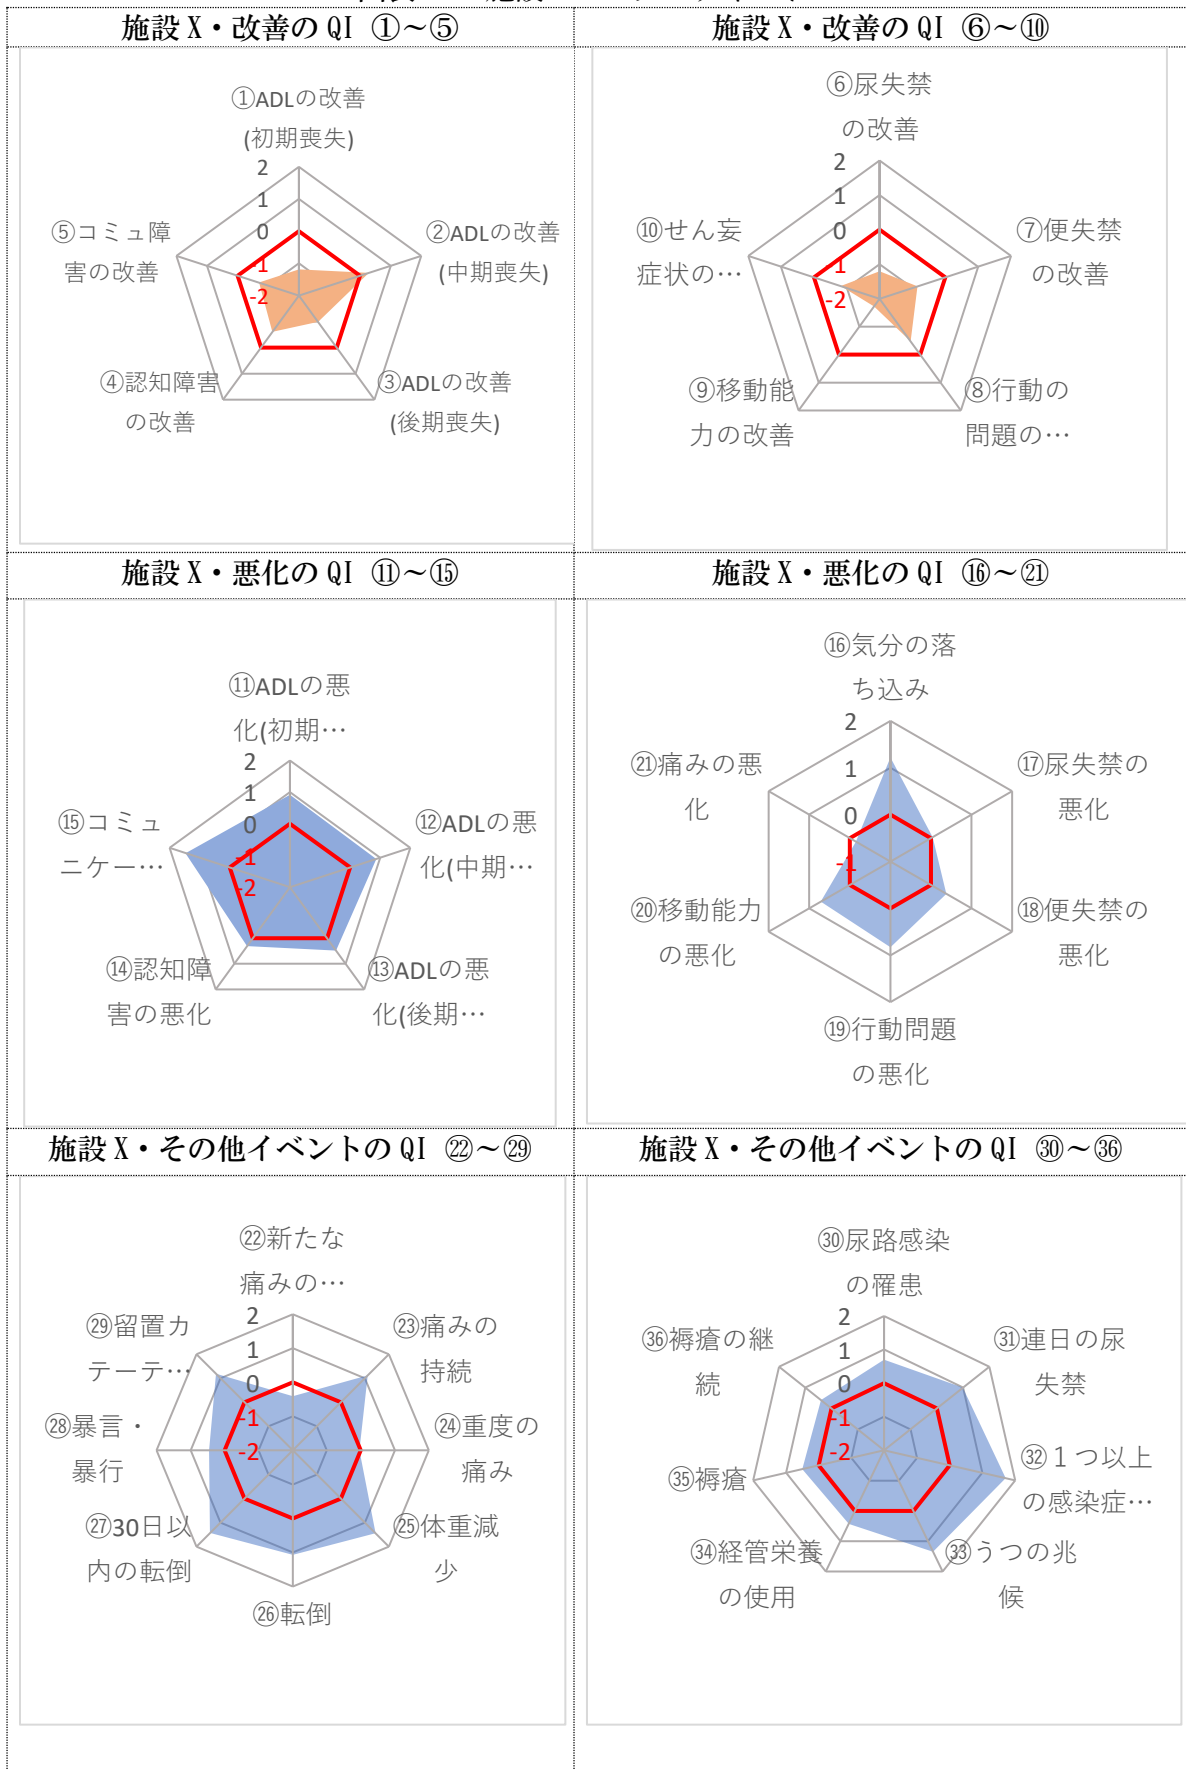 施設 X・改善の QI ①～⑤
施設 X・改善の QI ⑥～⑩
①ADLの改善
(初期喪失)
2
1
0
-1
-2
②ADLの改善
(中期喪失)
③ADLの改善
(後期喪失)
④認知障害
の改善
⑤コミュ障
害の改善
⑥尿失禁
の改善
2
1
0
1
-2
⑦便失禁
の改善
⑧行動の
問題の…
⑨移動能
力の改善
⑩せん妄
症状の…
施設 X・悪化の QI ⑪～⑮
施設 X・悪化の QI ⑯～㉑
⑪ADLの悪
化(初期…
2
1
0
-1
-2
⑫ADLの悪
化(中期…
⑬ADLの悪
化(後期…
⑭認知障
害の悪化
⑮コミュ
ニケー…
⑯気分の落
ち込み
2
1
0
-1
⑰尿失禁の
悪化
⑱便失禁の
悪化
⑲行動問題
の悪化
⑳移動能力
の悪化
㉑痛みの悪
化
施設 X・その他イベントの QI ㉒～㉙
施設 X・その他イベントの QI ㉚～㊱
㉒新たな
痛みの…
2
1
0
-1
-2
㉓痛みの
持続
㉔重度の
痛み
㉕体重減
少
㉖転倒
㉗30日以
内の転倒
㉘暴言・
暴行
㉙留置カ
テーテ…
㉚尿路感染
の罹患
2
1
0
-1
-2
㉛連日の尿
失禁
㉜１つ以上
の感染症…
㉝うつの兆
候
㉞経管栄養
の使用
㉟褥瘡
㊱褥瘡の継
続